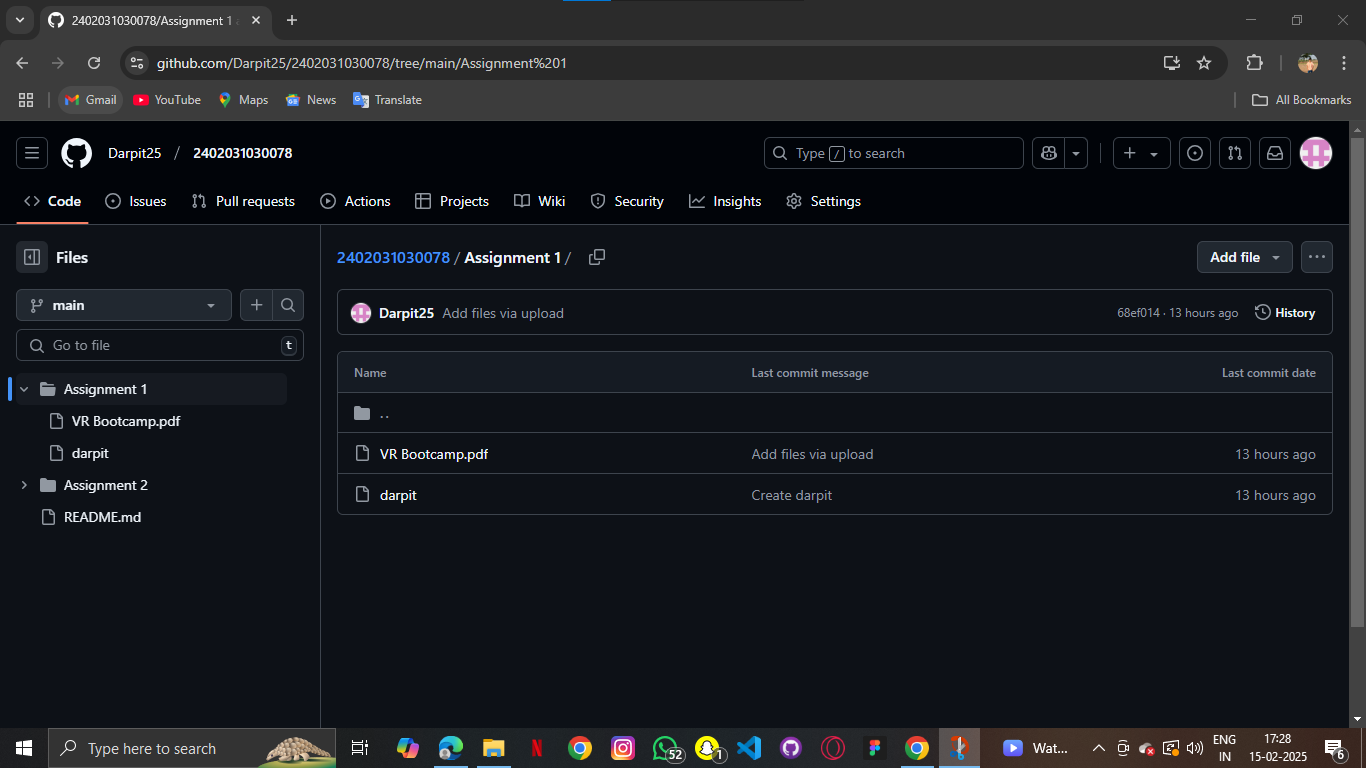 2402031030078/Assignment 1
github.com/Darpit25/2402031030078/tree/main/Assignment%201
Gmail
YouTube
Maps
News
Translate
All Bookmarks
Darpit25 / 2402031030078
Type / to search
Code
Issues
Pull requests
Actions
Projects
Wiki
Security
Insights
Settings
Files
main
Go to file
t
Assignment 1
VR Bootcamp.pdf
darpit
Assignment 2
README.md
2402031030078 / Assignment 1 /
Add file
Darpit25 Add files via upload
68ef014 · 13 hours ago
History
Name Last commit message Last commit date
..
VR Bootcamp.pdf Add files via upload 13 hours ago
darpit Create darpit 13 hours ago
Type here to search
52
1
Wat...
ENG
IN
17:28
15-02-2025
6